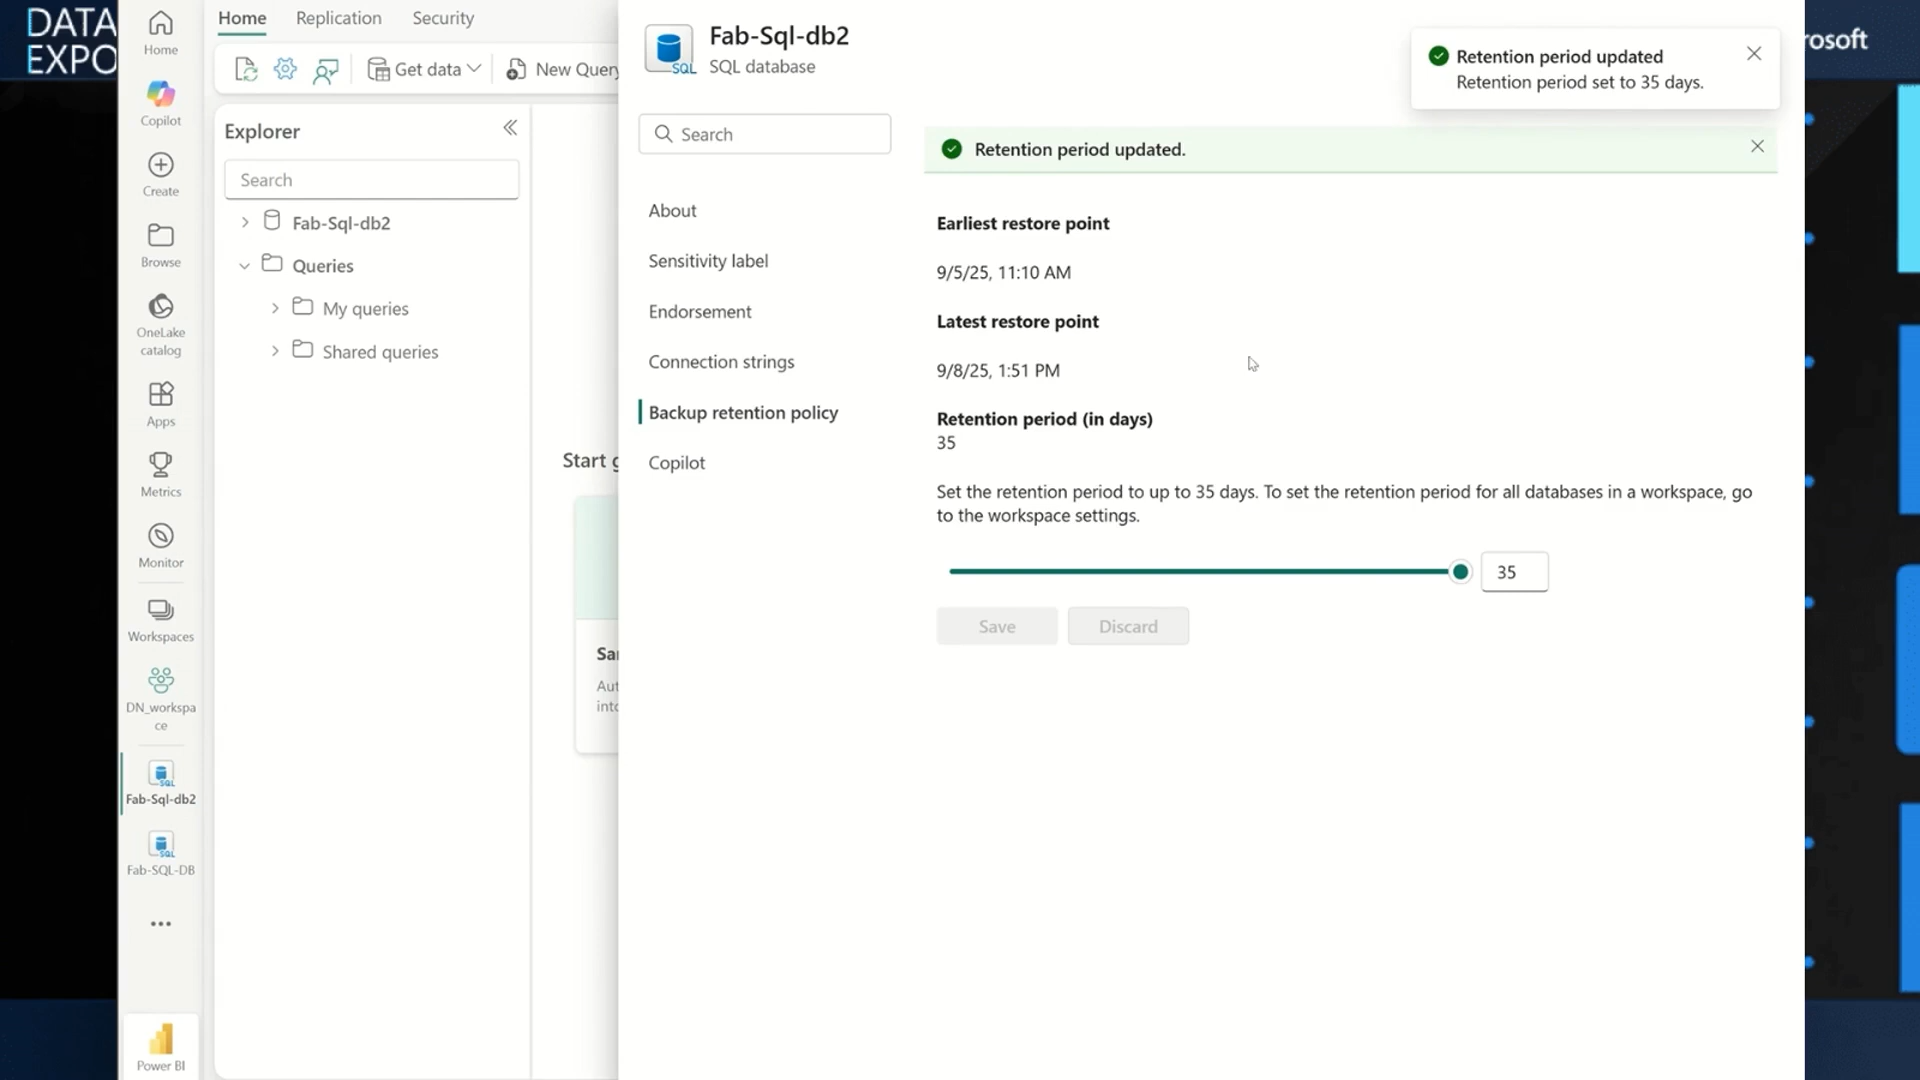 DATA
EXPO
rosoft
Home
Copilot
Create
Browse
OneLake
catalog
Apps
Metrics
Monitor
Workspaces
DN_workspa
ce
Fab-Sql-db2
Fab-SQL-DB
Power BI
Home
Replication
Security
Get data
New Query
Explorer
Search
Fab-Sql-db2
Queries
My queries
Shared queries
Start g
Sa
Aut
into
SQL
Fab-Sql-db2
SQL database
Search
About
Sensitivity label
Endorsement
Connection strings
Backup retention policy
Copilot
Retention period updated
Retention period set to 35 days.
Retention period updated.
Earliest restore point
9/5/25, 11:10 AM
Latest restore point
9/8/25, 1:51 PM
Retention period (in days)
35
Set the retention period to up to 35 days. To set the retention period for all databases in a workspace, go
to the workspace settings.
35
Save
Discard